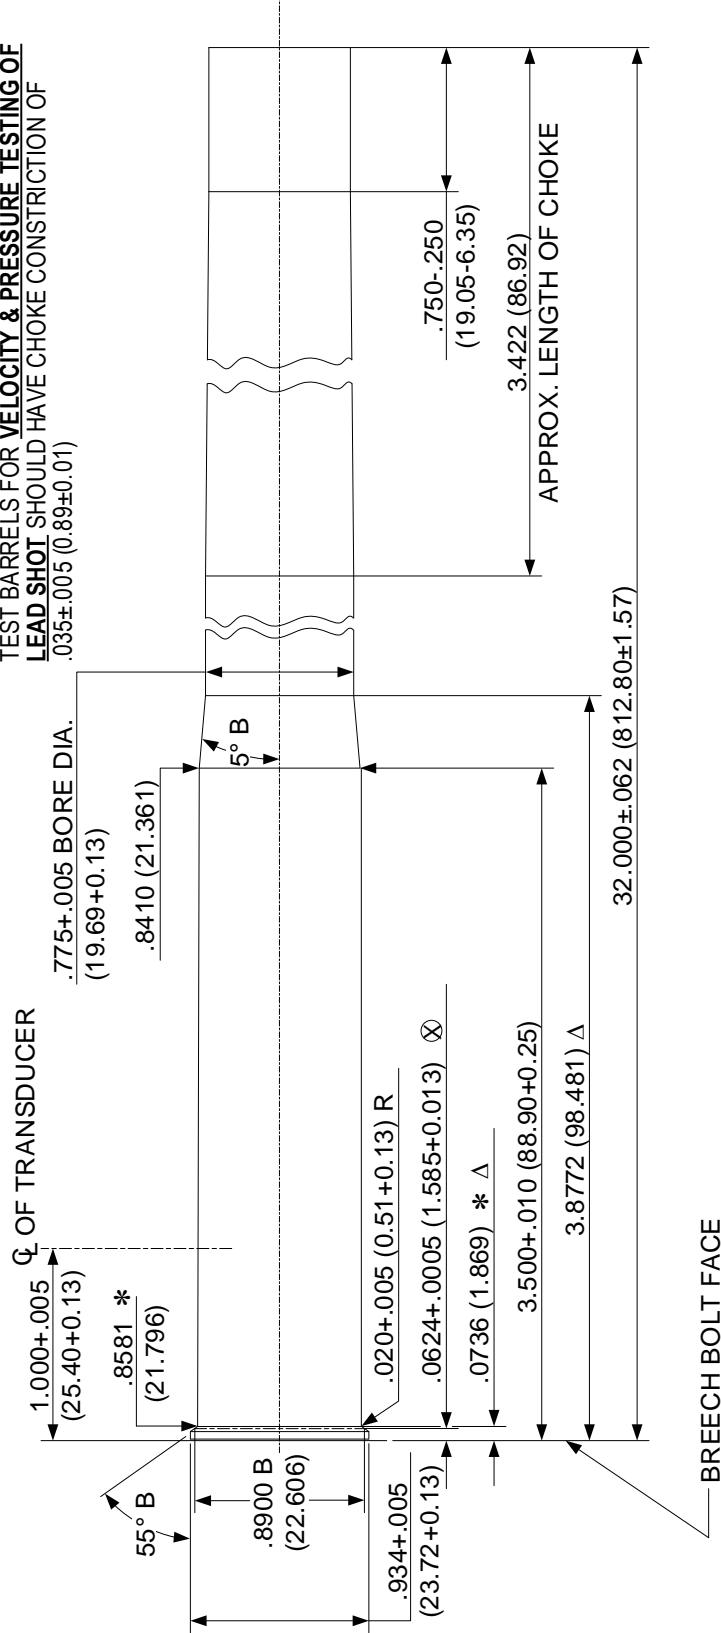 TEST BARRELS FOR VELOCITY & PRESSURE TESTING OF
LEAD SHOT SHOULD HAVE CHOKE CONSTRICTION OF
.035±.005 (0.89±0.01)
.775+.005 BORE DIA.
(19.69+0.13)
.8410 (21.361)
℄ OF TRANSDUCER
1.000+.005
(25.40+0.13)
.8581 *
(21.796)
5° B
55° B
.8900 B
(22.606)
.934+.005
(23.72+0.13)
.020+.005 (0.51+0.13) R
.0624+.0005 (1.585+0.013) ⓧ
.0736 (1.869) * Δ
3.500+.010 (88.90+0.25)
3.8772 (98.481) Δ
32.000±.062 (812.80±1.57)
.750-.250
(19.05-6.35)
3.422 (86.92)
APPROX. LENGTH OF CHOKE
BREECH BOLT FACE